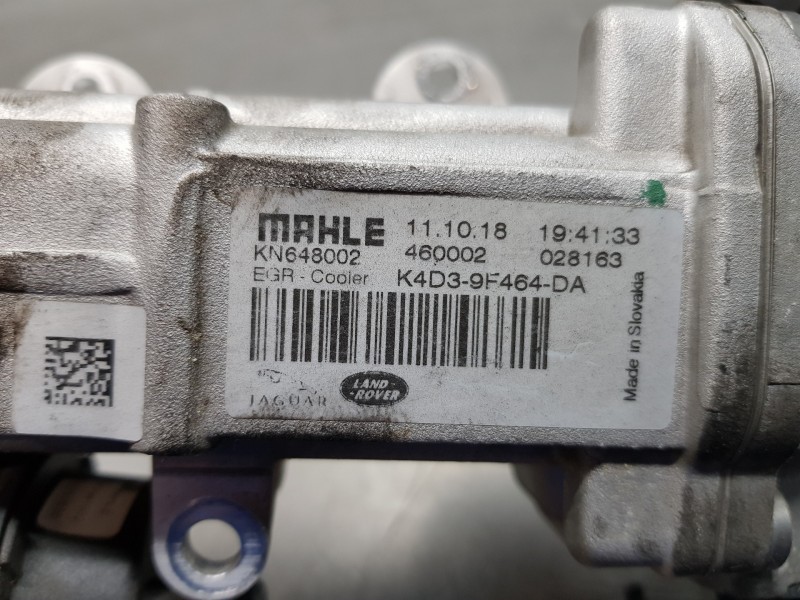 MAHLE 11.10.18 19:41:33
KN648002 460002 028163
EGR - Cooler K4D3-9F464-DA
JAGUAR LAND-
-ROVER
Made in Slovakia